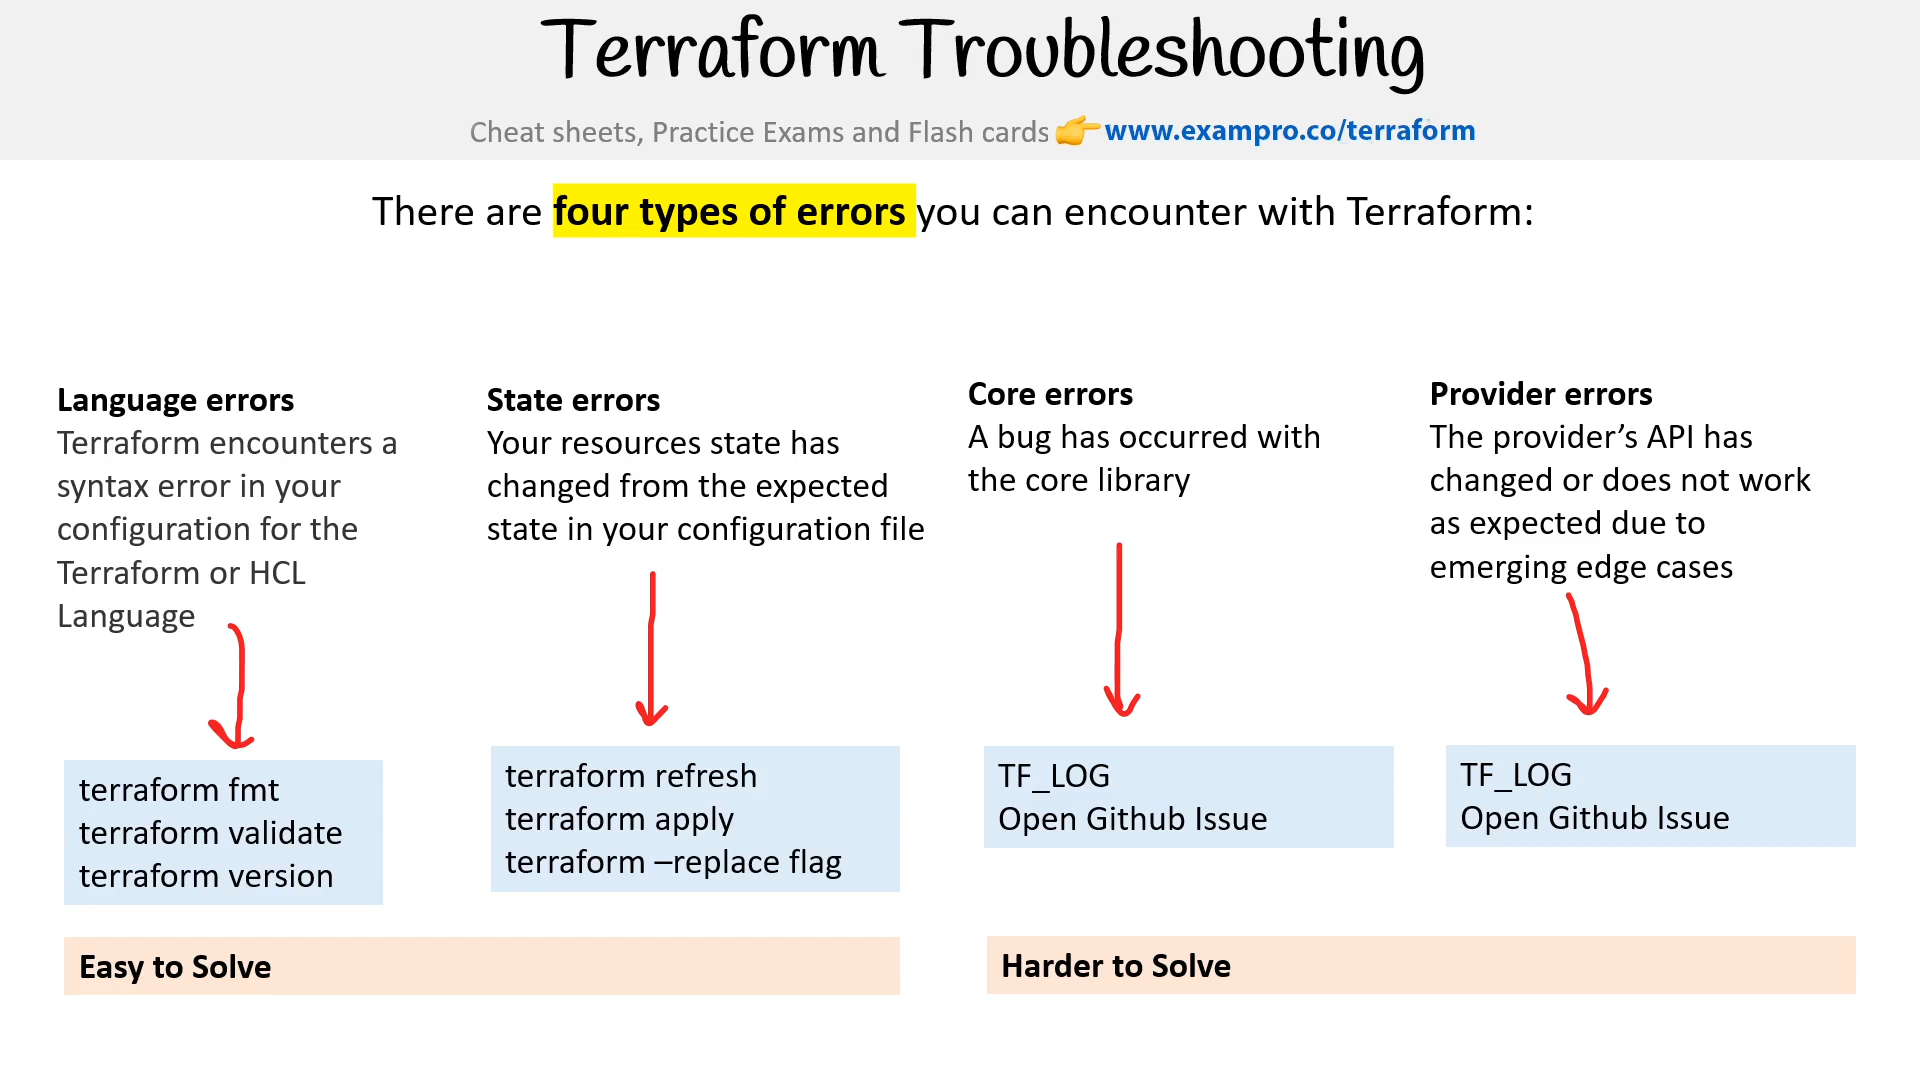 Terraform Troubleshooting
Cheat sheets, Practice Exams and Flash cards 👉 www.exampro.co/terraform
There are four types of errors you can encounter with Terraform:
Language errors
Terraform encounters a
syntax error in your
configuration for the
Terraform or HCL
Language
terraform fmt
terraform validate
terraform version
State errors
Your resources state has
changed from the expected
state in your configuration file
terraform refresh
terraform apply
terraform –replace flag
Core errors
A bug has occurred with
the core library
TF_LOG
Open Github Issue
Provider errors
The provider’s API has
changed or does not work
as expected due to
emerging edge cases
TF_LOG
Open Github Issue
Easy to Solve
Harder to Solve